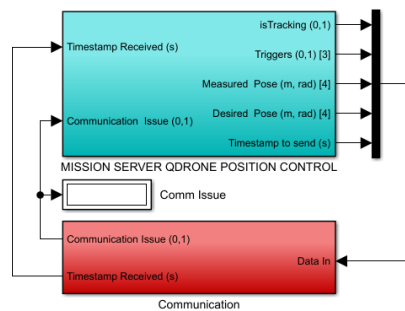 isTracking (0,1)
Timestamp Received (s)
Triggers (0,1) [3]
Measured  Pose (m, rad) [4]
Desired  Pose (m, rad) [4]
Communication  Issue (0,1)
Timestamp to send (s)
MISSION SERVER QDRONE POSITION CONTROL
Comm Issue
Communication Issue (0,1)
Data In
Timestamp Received (s)
Communication